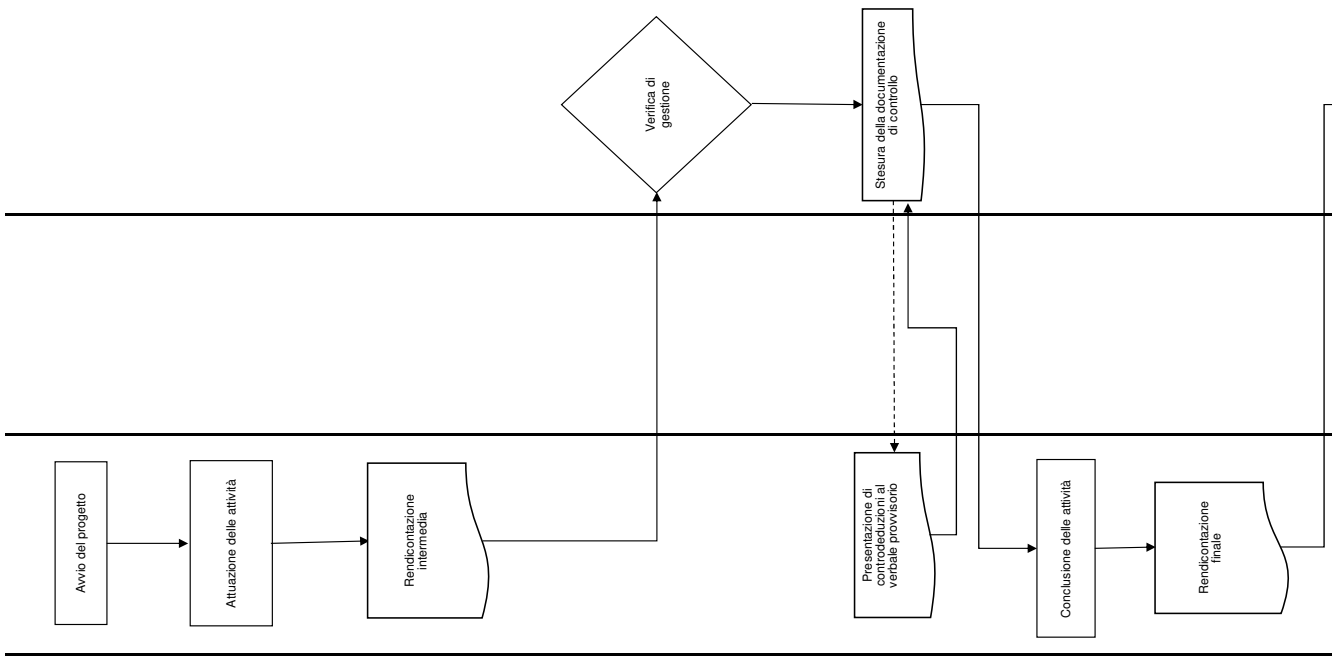 Avvio del progetto
Attuazione delle attività
Rendicontazione
intermedia
Verifica di
gestione
Stesura della documentazione
di controllo
Presentazione di
controdeduzioni al
verbale provvisorio
Conclusione delle attività
Rendicontazione
finale